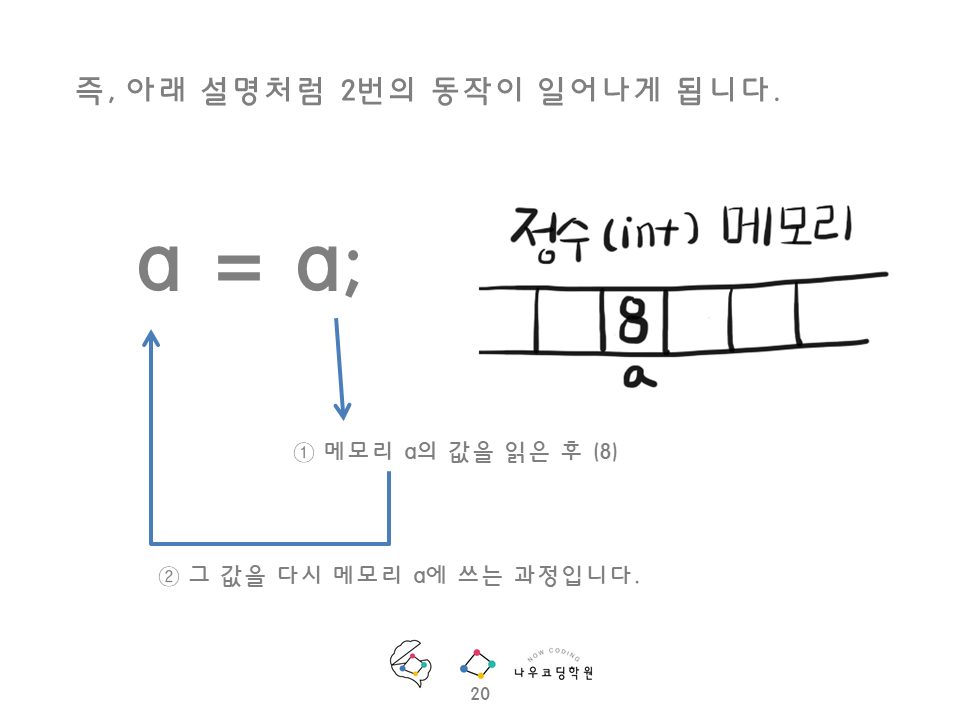 즉, 아래 설명처럼 2번의 동작이 일어나게 됩니다.
a = a;
정수(int) 메모리
8
a
① 메모리 a의 값을 읽은 후 (8)
② 그 값을 다시 메모리 a에 쓰는 과정입니다.
NOW CODING
나우코딩학원
20